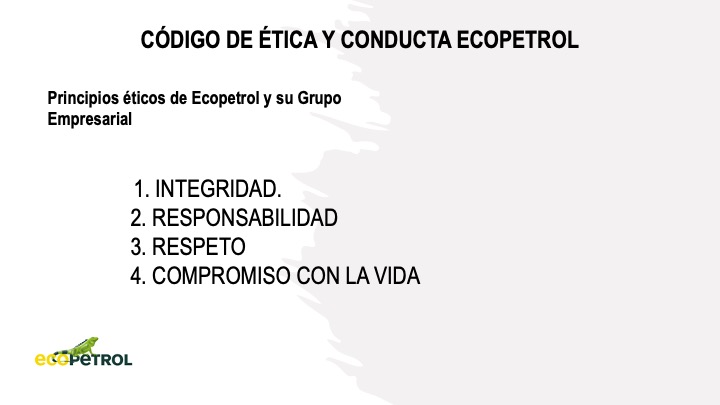 CÓDIGO DE ÉTICA Y CONDUCTA ECOPETROL
Principios éticos de Ecopetrol y su Grupo
Empresarial
1. INTEGRIDAD.
2. RESPONSABILIDAD
3. RESPETO
4. COMPROMISO CON LA VIDA
ecoPETROL